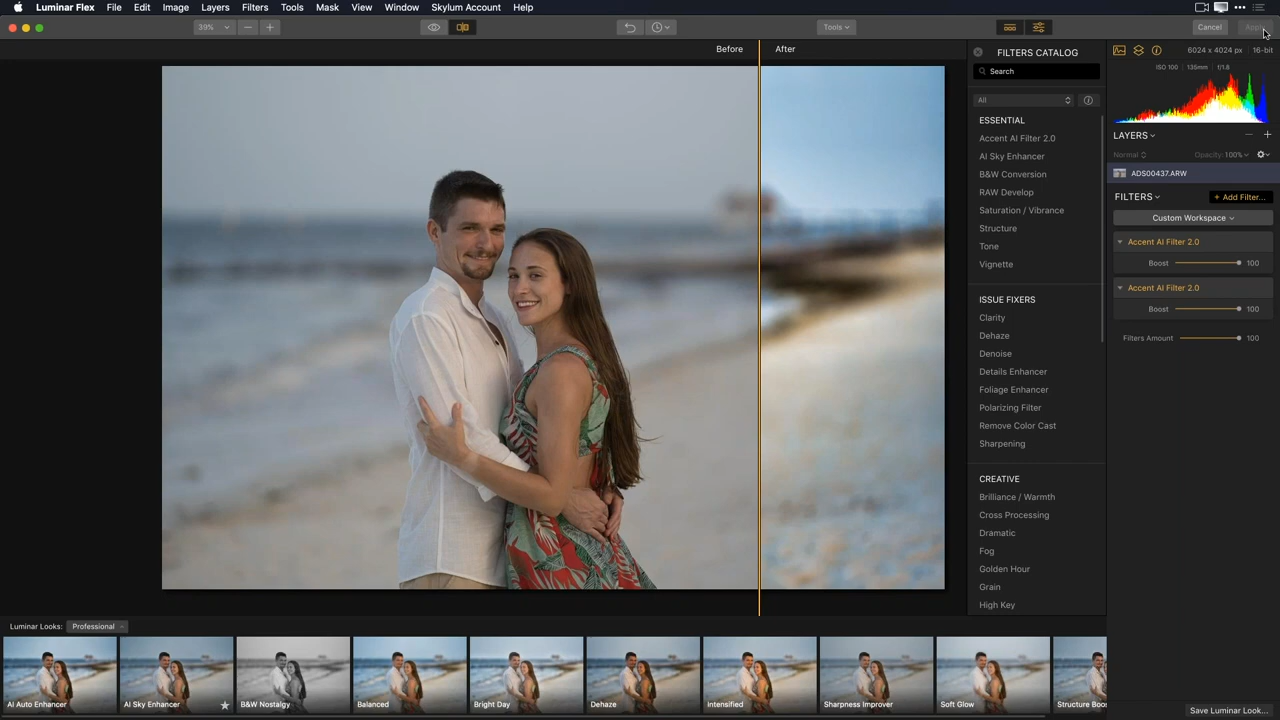 Luminar Flex File Edit Image Layers Filters Tools Mask View Window Skylum Account Help
39% Tools Cancel Apply
Before After
FILTERS CATALOG
Search
All
ESSENTIAL
Accent AI Filter 2.0
AI Sky Enhancer
B&W Conversion
RAW Develop
Saturation / Vibrance
Structure
Tone
Vignette
ISSUE FIXERS
Clarity
Dehaze
Denoise
Details Enhancer
Foliage Enhancer
Polarizing Filter
Remove Color Cast
Sharpening
CREATIVE
Brilliance / Warmth
Cross Processing
Dramatic
Fog
Golden Hour
Grain
High Key
6024 x 4024 px 16-bit
ISO 100 135mm f/1.8
LAYERS
Normal Opacity: 100%
ADS00437.ARW
FILTERS + Add Filter...
Custom Workspace
Accent AI Filter 2.0
Boost 100
Accent AI Filter 2.0
Boost 100
Filters Amount 100
Luminar Looks: Professional
AI Auto Enhancer AI Sky Enhancer B&W Nostalgy Balanced Bright Day Dehaze Intensified Sharpness Improver Soft Glow Structure Boos
Save Luminar Look...